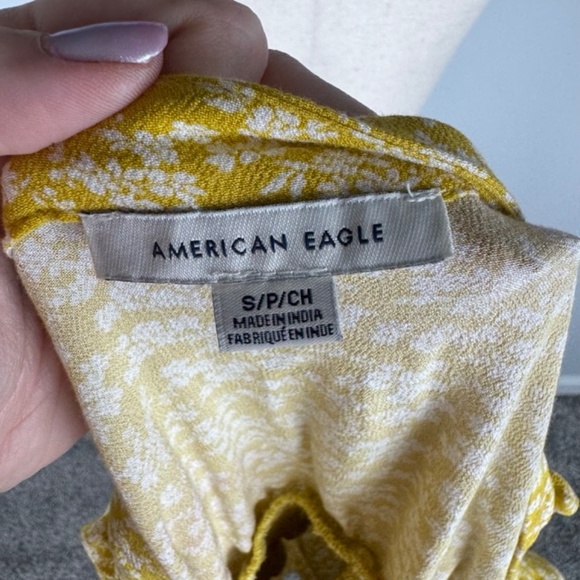 AMERICAN EAGLE
S/P/CH
MADE IN INDIA
FABRIQUÉ EN INDE